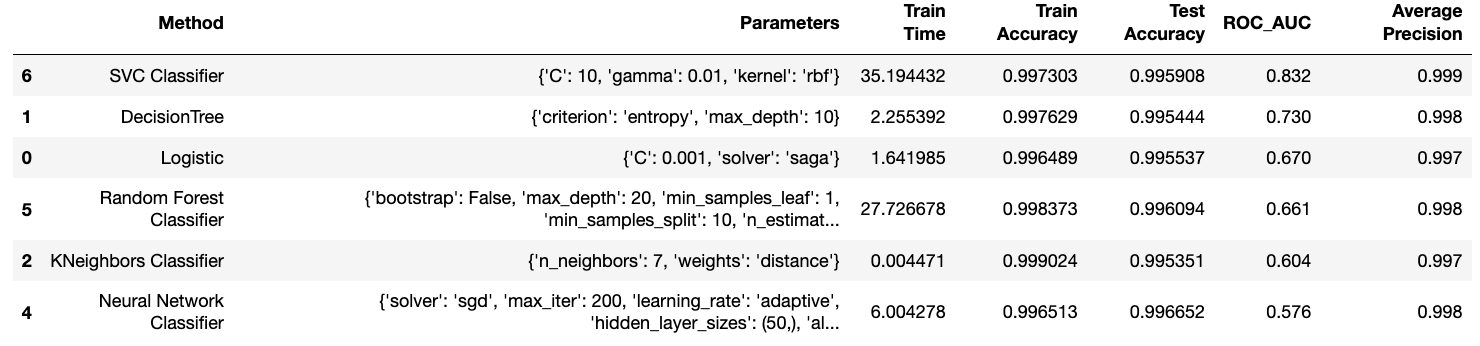 Method Parameters Train Time Train Accuracy Test Accuracy ROC_AUC Average Precision
6 SVC Classifier {'C': 10, 'gamma': 0.01, 'kernel': 'rbf'} 35.194432 0.997303 0.995908 0.832 0.999
1 DecisionTree {'criterion': 'entropy', 'max_depth': 10} 2.255392 0.997629 0.995444 0.730 0.998
0 Logistic {'C': 0.001, 'solver': 'saga'} 1.641985 0.996489 0.995537 0.670 0.997
5 Random Forest Classifier {'bootstrap': False, 'max_depth': 20, 'min_samples_leaf': 1, 'min_samples_split': 10, 'n_estimat... 27.726678 0.998373 0.996094 0.661 0.998
2 KNeighbors Classifier {'n_neighbors': 7, 'weights': 'distance'} 0.004471 0.999024 0.995351 0.604 0.997
4 Neural Network Classifier {'solver': 'sgd', 'max_iter': 200, 'learning_rate': 'adaptive', 'hidden_layer_sizes': (50,), 'al... 6.004278 0.996513 0.996652 0.576 0.998